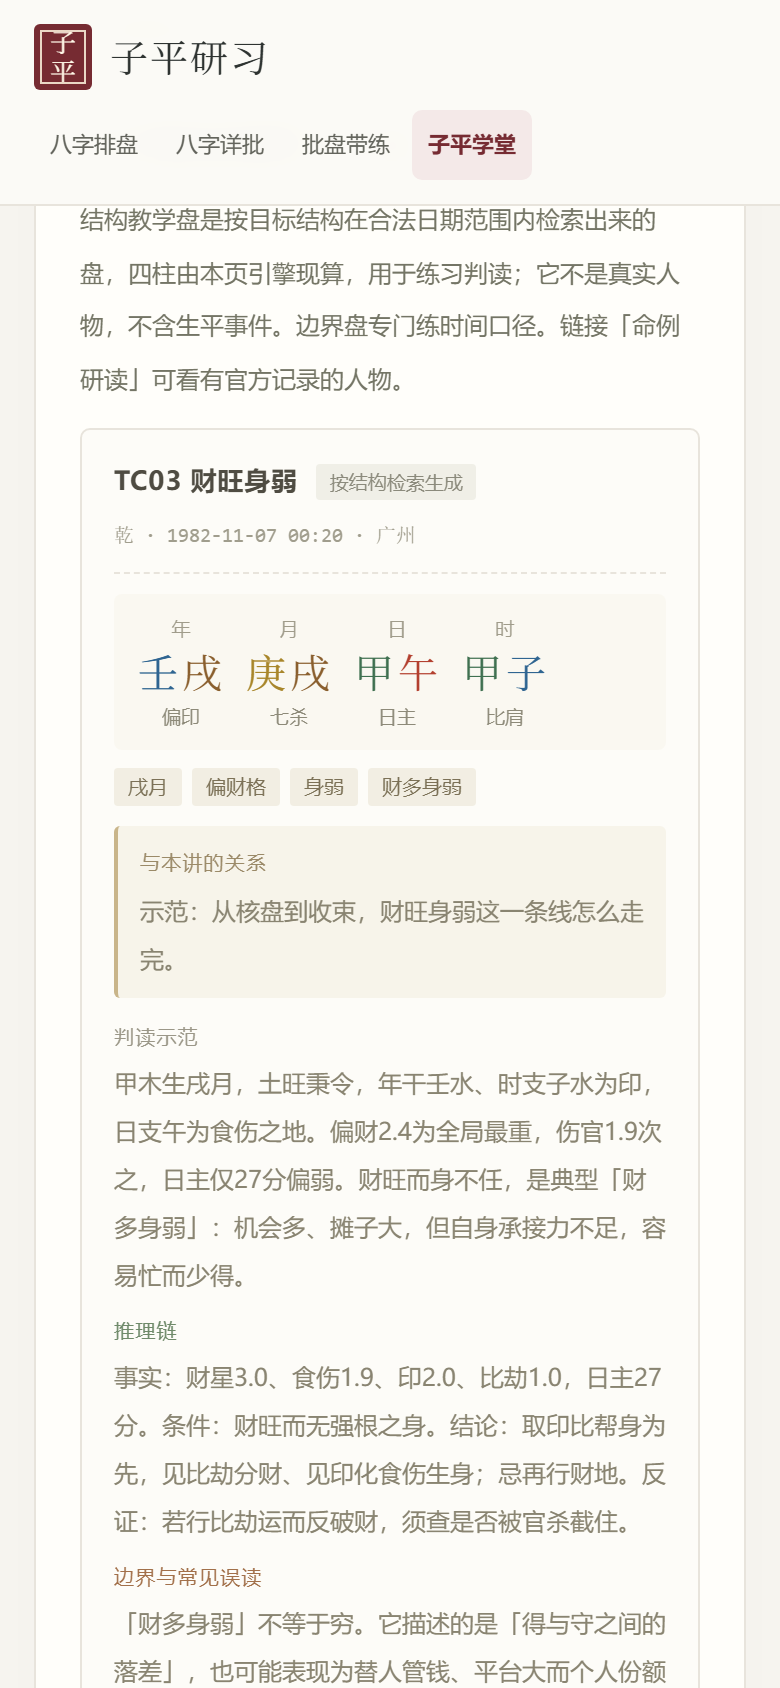 子平
子平研习
八字排盘 八字详批 批盘带练 子平学堂
结构教学盘是按目标结构在合法日期范围内检索出来的
盘，四柱由本页引擎现算，用于练习判读；它不是真实人
物，不含生平事件。边界盘专门练时间口径。链接「命例
研读」可看有官方记录的人物。
TC03 财旺身弱 按结构检索生成
乾 · 1982-11-07 00:20 · 广州
年 月 日 时
壬戌 庚戌 甲午 甲子
偏印 七杀 日主 比肩
戌月 偏财格 身弱 财多身弱
与本讲的关系
示范：从核盘到收束，财旺身弱这一条线怎么走
完。
判读示范
甲木生戌月，土旺秉令，年干壬水、时支子水为印，
日支午为食伤之地。偏财2.4为全局最重，伤官1.9次
之，日主仅27分偏弱。财旺而身不任，是典型「财
多身弱」：机会多、摊子大，但自身承接力不足，容
易忙而少得。
推理链
事实：财星3.0、食伤1.9、印2.0、比劫1.0，日主27
分。条件：财旺而无强根之身。结论：取印比帮身为
先，见比劫分财、见印化食伤生身；忌再行财地。反
证：若行比劫运而反破财，须查是否被官杀截住。
边界与常见误读
「财多身弱」不等于穷。它描述的是「得与守之间的
落差」，也可能表现为替人管钱、平台大而个人份额